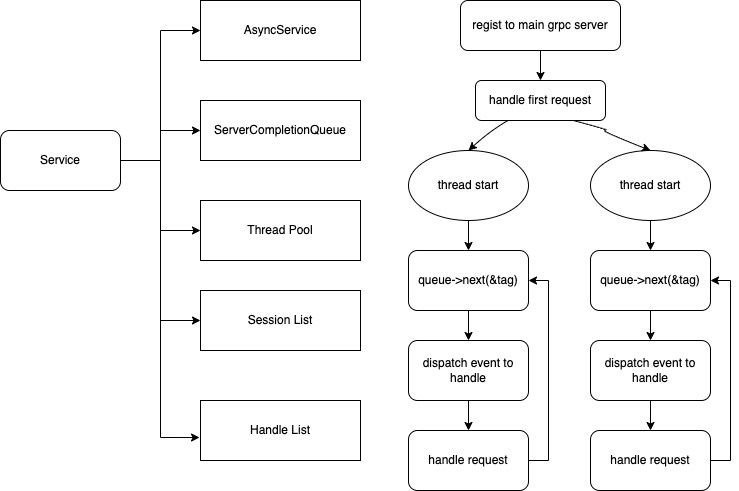 Service
AsyncService
ServerCompletionQueue
Thread Pool
Session List
Handle List
regist to main grpc server
handle first request
thread start
queue->next(&tag)
dispatch event to
handle
handle request
thread start
queue->next(&tag)
dispatch event to
handle
handle request